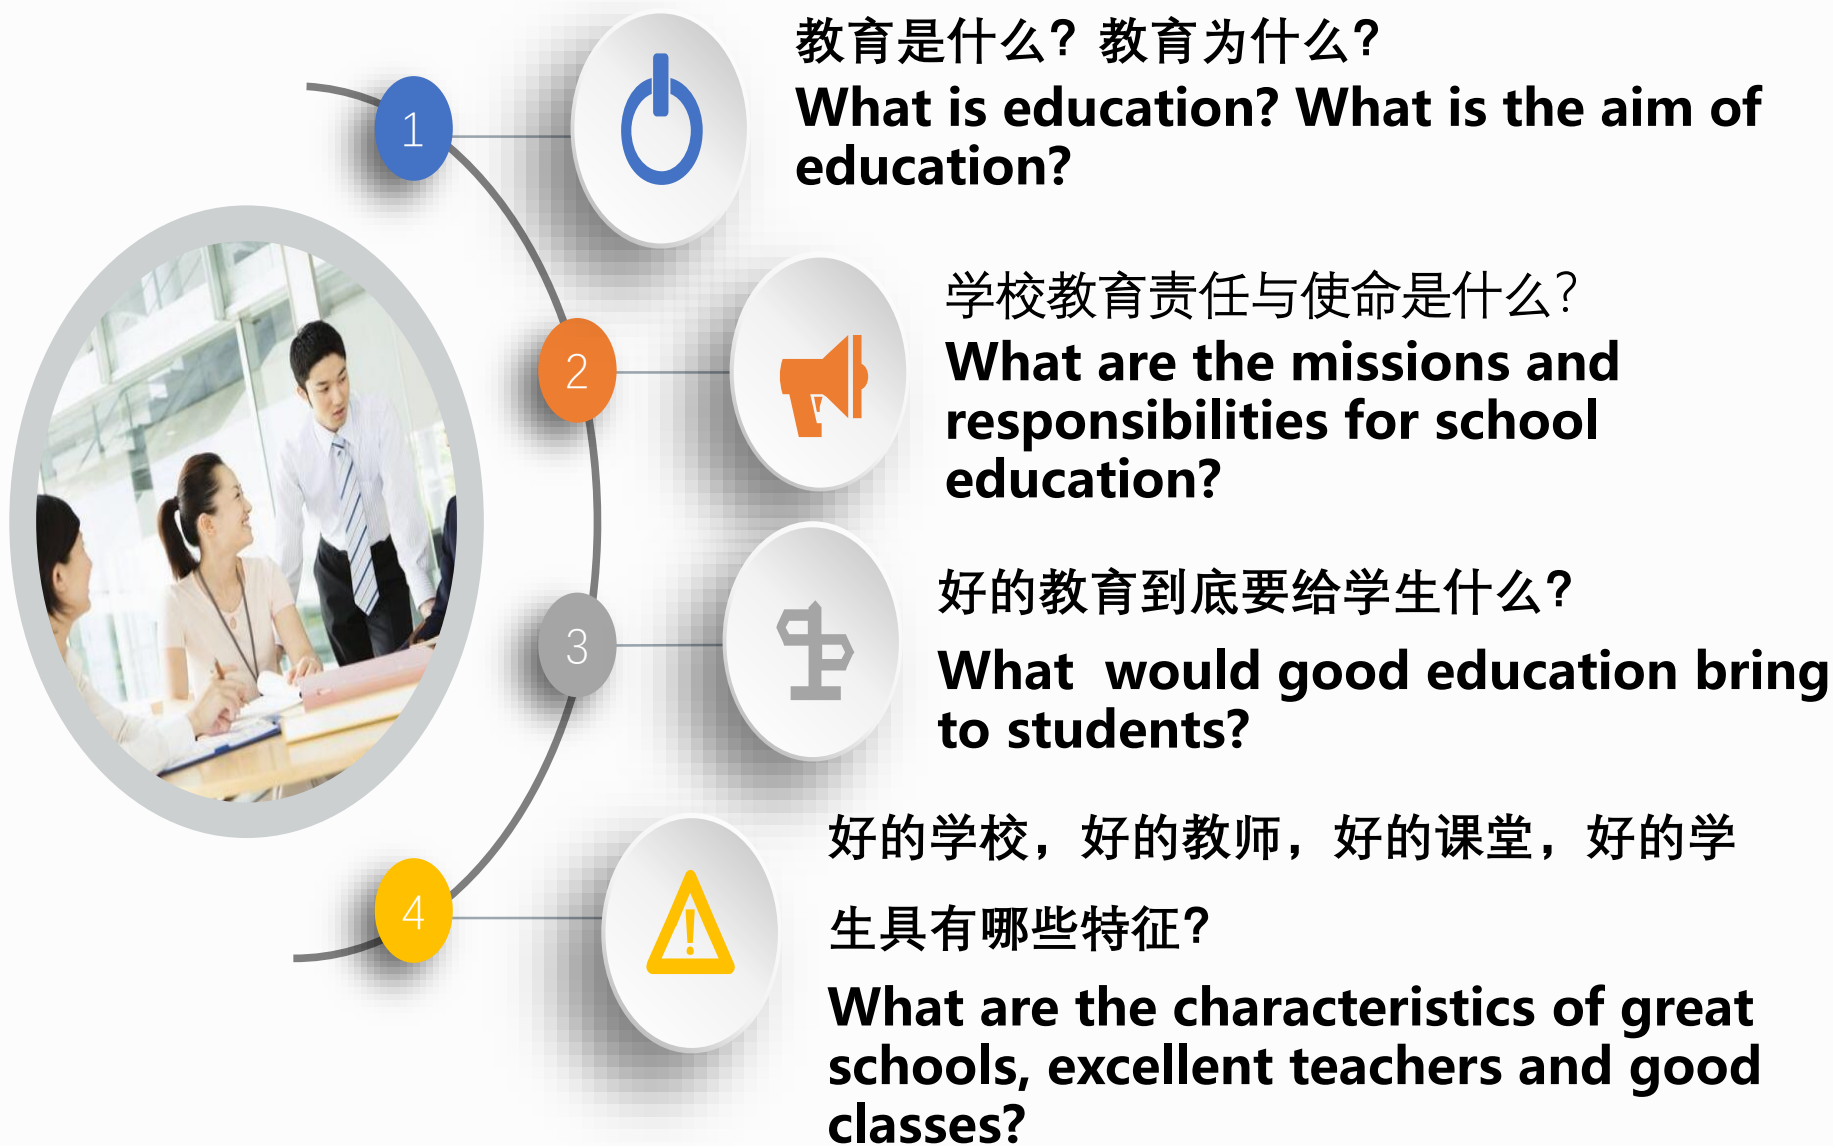 1
教育是什么？教育为什么？
What is education? What is the aim of
education?
2
学校教育责任与使命是什么？
What are the missions and
responsibilities for school
education?
3
好的教育到底要给学生什么？
What  would good education bring
to students?
4
好的学校，好的教师，好的课堂，好的学
生具有哪些特征？
What are the characteristics of great
schools, excellent teachers and good
classes?